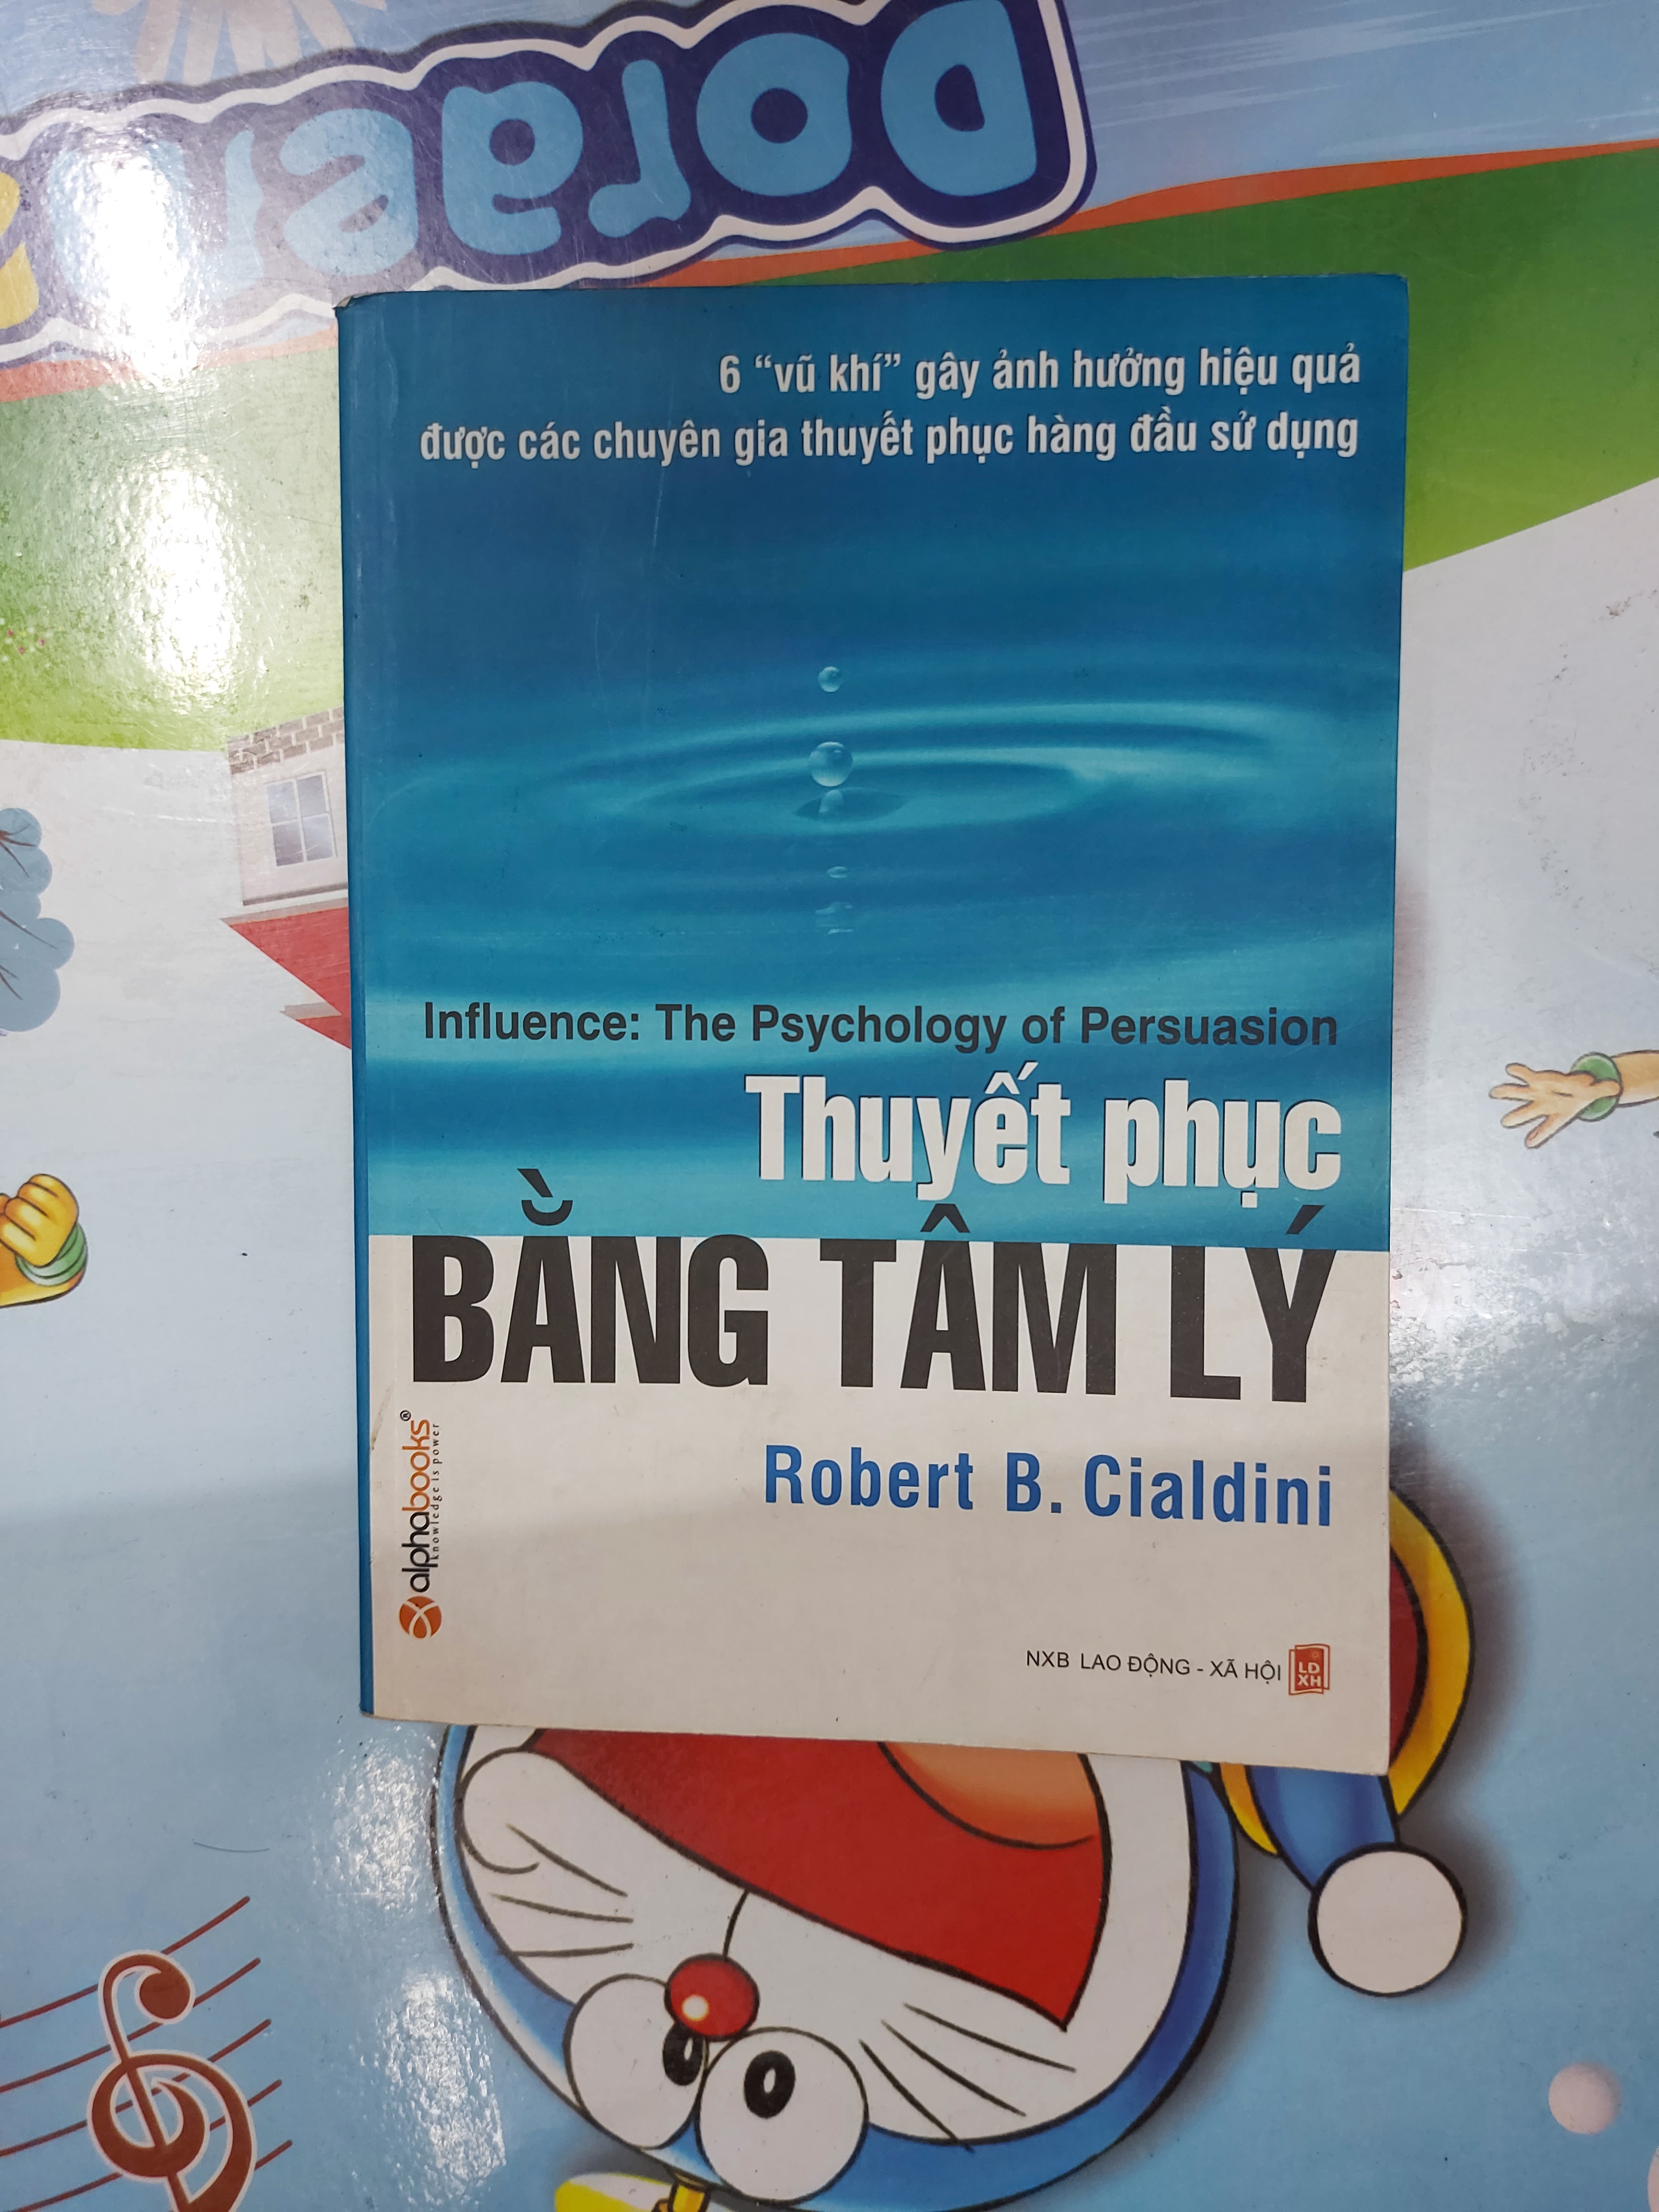 Doraem
6 “vũ khí” gây ảnh hưởng hiệu quả
được các chuyên gia thuyết phục hàng đầu sử dụng
Influence: The Psychology of Persuasion
Thuyết phục
BẰNG TÂM LÝ
Robert B. Cialdini
alphabooks®
knowledge is power
NXB LAO ĐỘNG - XÃ HỘI
LĐ
XH